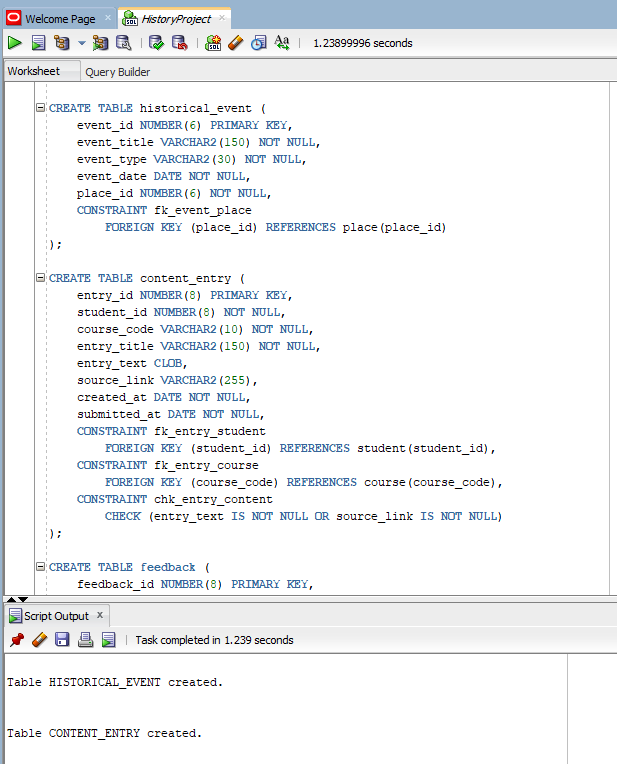 Welcome Page
HistoryProject
1.23899996 seconds
Worksheet
Query Builder
CREATE TABLE historical_event (
    event_id NUMBER(6) PRIMARY KEY,
    event_title VARCHAR2(150) NOT NULL,
    event_type VARCHAR2(30) NOT NULL,
    event_date DATE NOT NULL,
    place_id NUMBER(6) NOT NULL,
    CONSTRAINT fk_event_place
        FOREIGN KEY (place_id) REFERENCES place(place_id)
);
CREATE TABLE content_entry (
    entry_id NUMBER(8) PRIMARY KEY,
    student_id NUMBER(8) NOT NULL,
    course_code VARCHAR2(10) NOT NULL,
    entry_title VARCHAR2(150) NOT NULL,
    entry_text CLOB,
    source_link VARCHAR2(255),
    created_at DATE NOT NULL,
    submitted_at DATE NOT NULL,
    CONSTRAINT fk_entry_student
        FOREIGN KEY (student_id) REFERENCES student(student_id),
    CONSTRAINT fk_entry_course
        FOREIGN KEY (course_code) REFERENCES course(course_code),
    CONSTRAINT chk_entry_content
        CHECK (entry_text IS NOT NULL OR source_link IS NOT NULL)
);
CREATE TABLE feedback (
    feedback_id NUMBER(8) PRIMARY KEY,
Script Output
Task completed in 1.239 seconds
Table HISTORICAL_EVENT created.
Table CONTENT_ENTRY created.